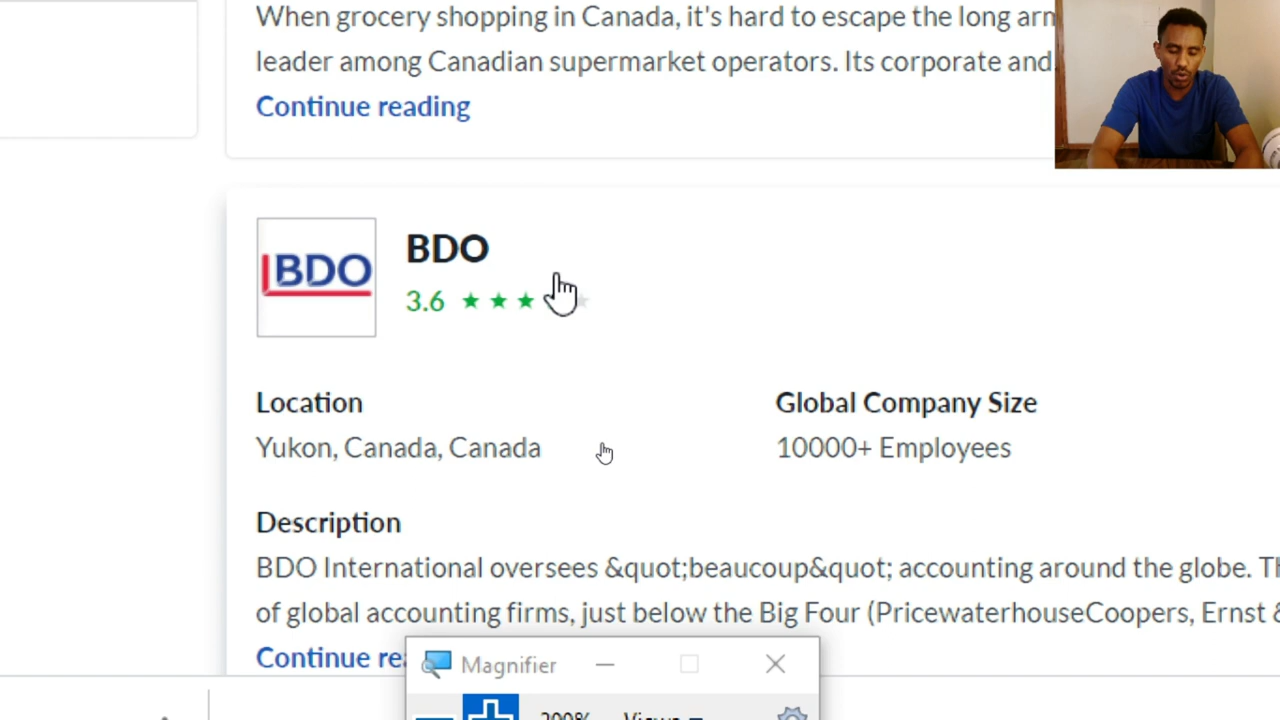 When grocery shopping in Canada, it's hard to escape the long arm
leader among Canadian supermarket operators. Its corporate and
Continue reading
BDO
BDO
3.6
Location
Global Company Size
Yukon, Canada, Canada
10000+ Employees
Description
BDO International oversees &quot;beaucoup&quot; accounting around the globe.
of global accounting firms, just below the Big Four (PricewaterhouseCoopers, Ernst &
Continue
Magnifier
200%
Views